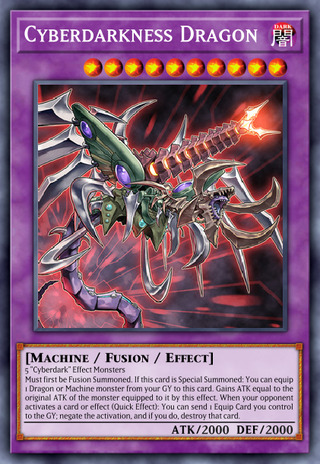 Cyberdarkness Dragon
DARK
闇
[Machine / Fusion / Effect]
5 "Cyberdark" Effect Monsters
Must first be Fusion Summoned. If this card is Special Summoned: You can equip
1 Dragon or Machine monster from your GY to this card. Gains ATK equal to the
original ATK of the monster equipped to it by this effect. When your opponent
activates a card or effect (Quick Effect): You can send 1 Equip Card you control
to the GY; negate the activation, and if you do, destroy that card.
ATK/2000 DEF/2000